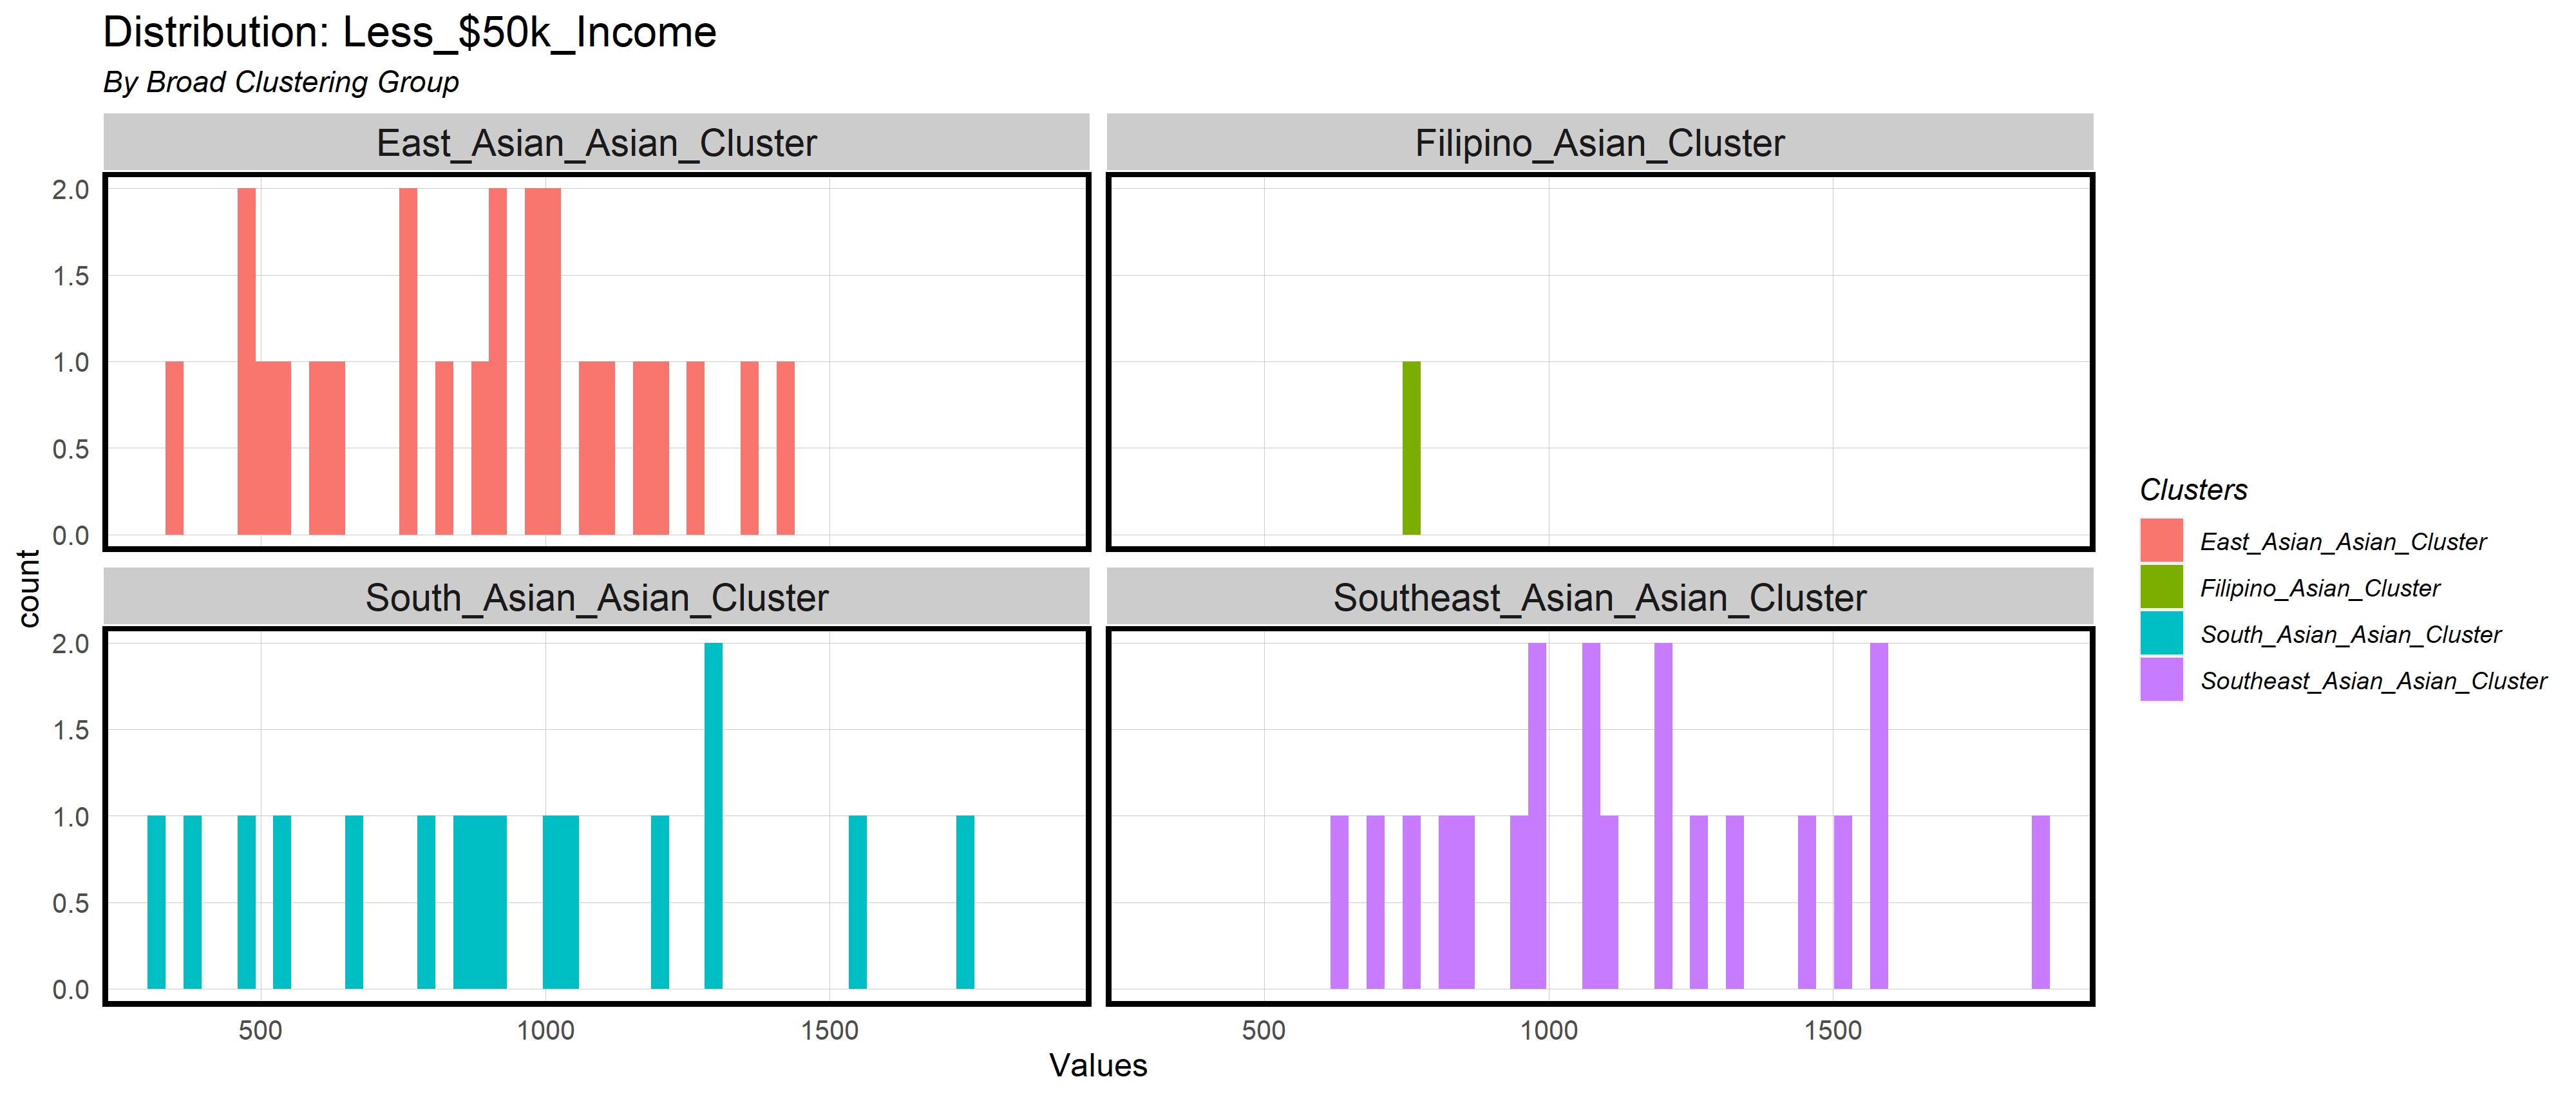 Distribution: Less_$50k_Income
By Broad Clustering Group
East_Asian_Asian_Cluster
Filipino_Asian_Cluster
2.0
1.5
1.0
0.5
0.0
South_Asian_Asian_Cluster
Southeast_Asian_Asian_Cluster
2.0
1.5
1.0
0.5
0.0
count
500
1000
1500
500
1000
1500
Values
Clusters
East_Asian_Asian_Cluster
Filipino_Asian_Cluster
South_Asian_Asian_Cluster
Southeast_Asian_Asian_Cluster